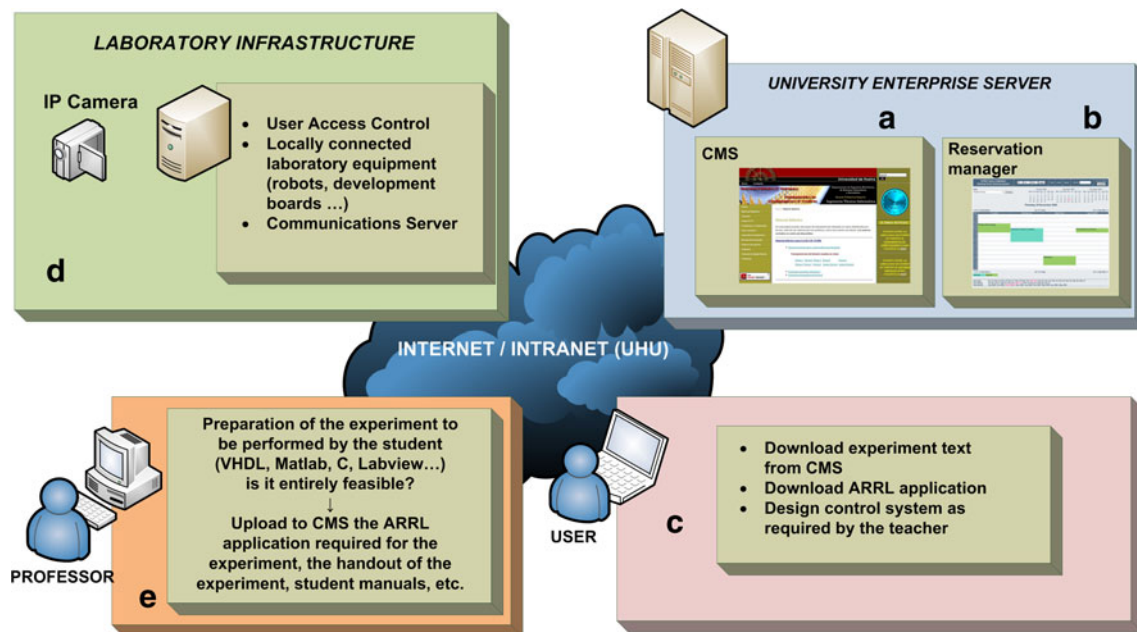 LABORATORY INFRASTRUCTURE
IP Camera
• User Access Control
• Locally connected
laboratory equipment
(robots, development
boards ...)
• Communications Server
d
UNIVERSITY ENTERPRISE SERVER
a
b
CMS
Reservation
manager
INTERNET / INTRANET (UHU)
Preparation of the experiment to
be performed by the student
(VHDL, Matlab, C, Labview...)
is it entirely feasible?
↓
Upload to CMS the ARRL
application required for the
experiment, the handout of the
experiment, student manuals, etc.
PROFESSOR
e
USER
c
• Download experiment text
from CMS
• Download ARRL application
• Design control system as
required by the teacher